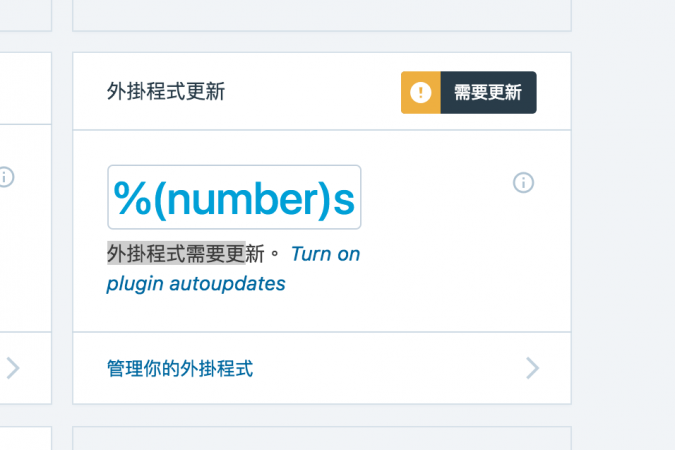 外掛程式更新
需要更新
%(number)s
外掛程式需要更新。 Turn on
plugin autoupdates
管理你的外掛程式